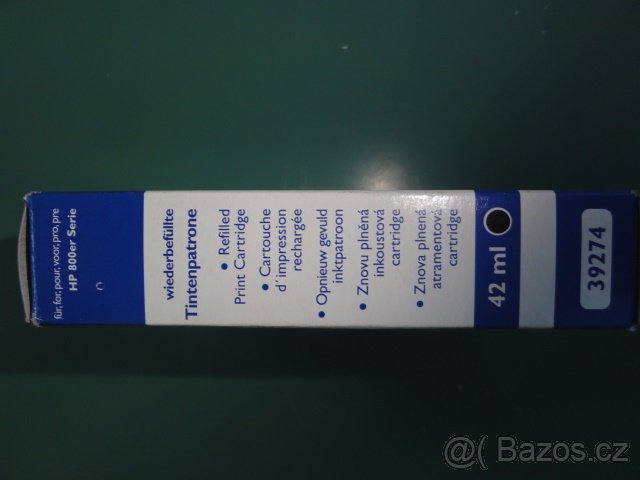 für, for, pour, voor, pro, pre
HP 800er Serie
wiederbefüllte
Tintenpatrone
• Refilled
Print Cartridge
• Cartouche
d'impression
rechargée
• Opnieuw gevuld
inktpatroon
• Znovu plněná
inkoustová
cartridge
• Znova plnená
atramentová
cartridge
42 ml
39274
Bazos.cz